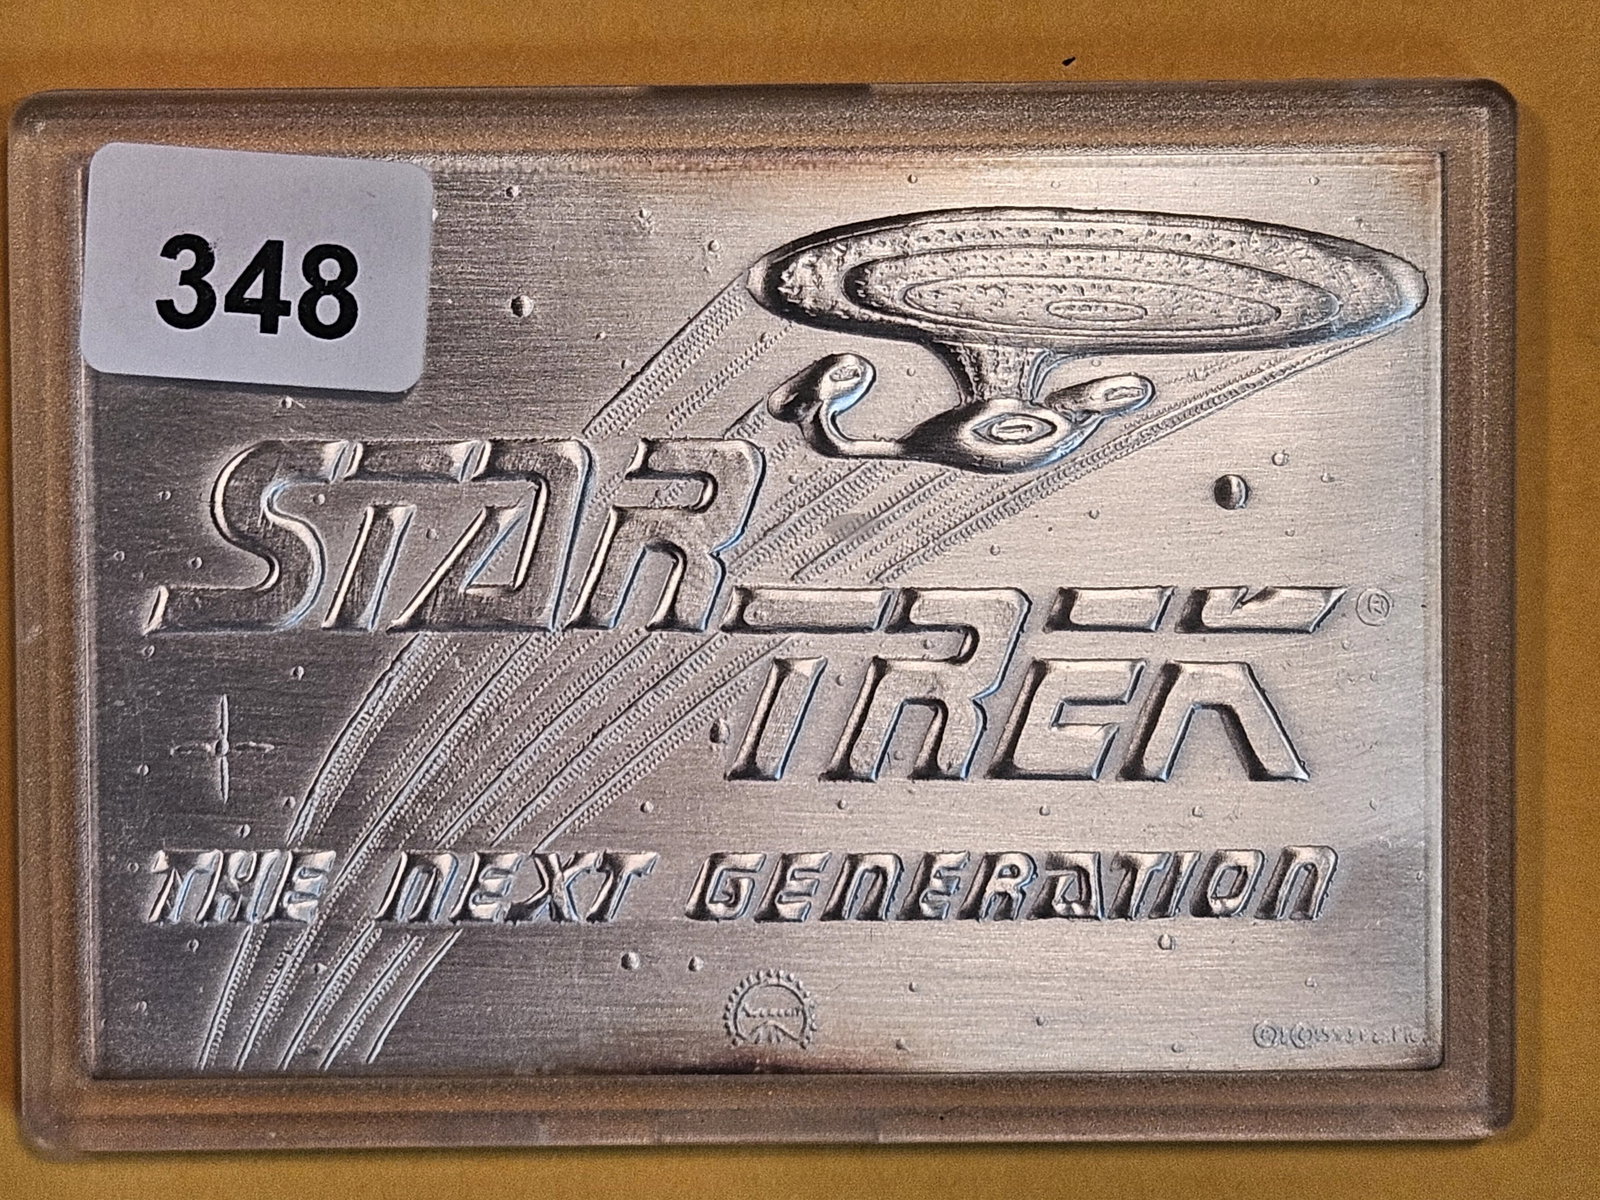 348
STAR
TREK®
THE NEXT GENERATION